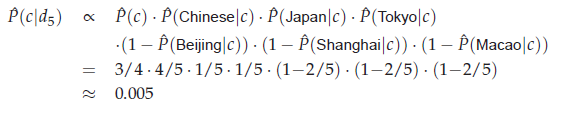 P̂(c|d₅) ∝ P̂(c) · P̂(Chinese|c) · P̂(Japan|c) · P̂(Tokyo|c)
·(1 − P̂(Beijing|c)) · (1 − P̂(Shanghai|c)) · (1 − P̂(Macao|c))
= 3/4 · 4/5 · 1/5 · 1/5 · (1−2/5) · (1−2/5) · (1−2/5)
≈ 0.005